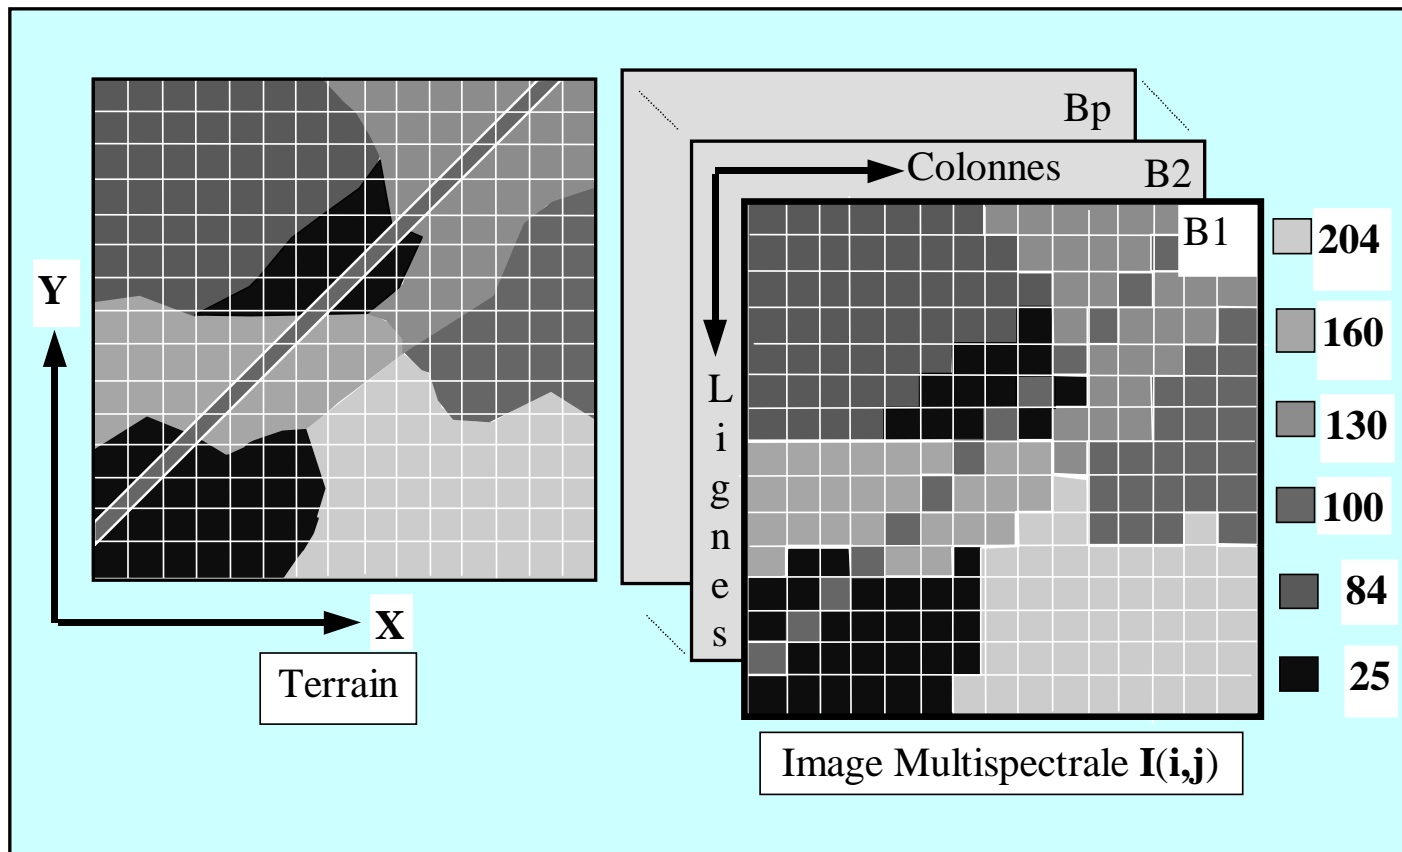 Bp
B2
Colonnes
B1
Y
X
Terrain
L
i
g
n
e
s
204
160
130
100
84
25
Image Multispectrale I(i,j)